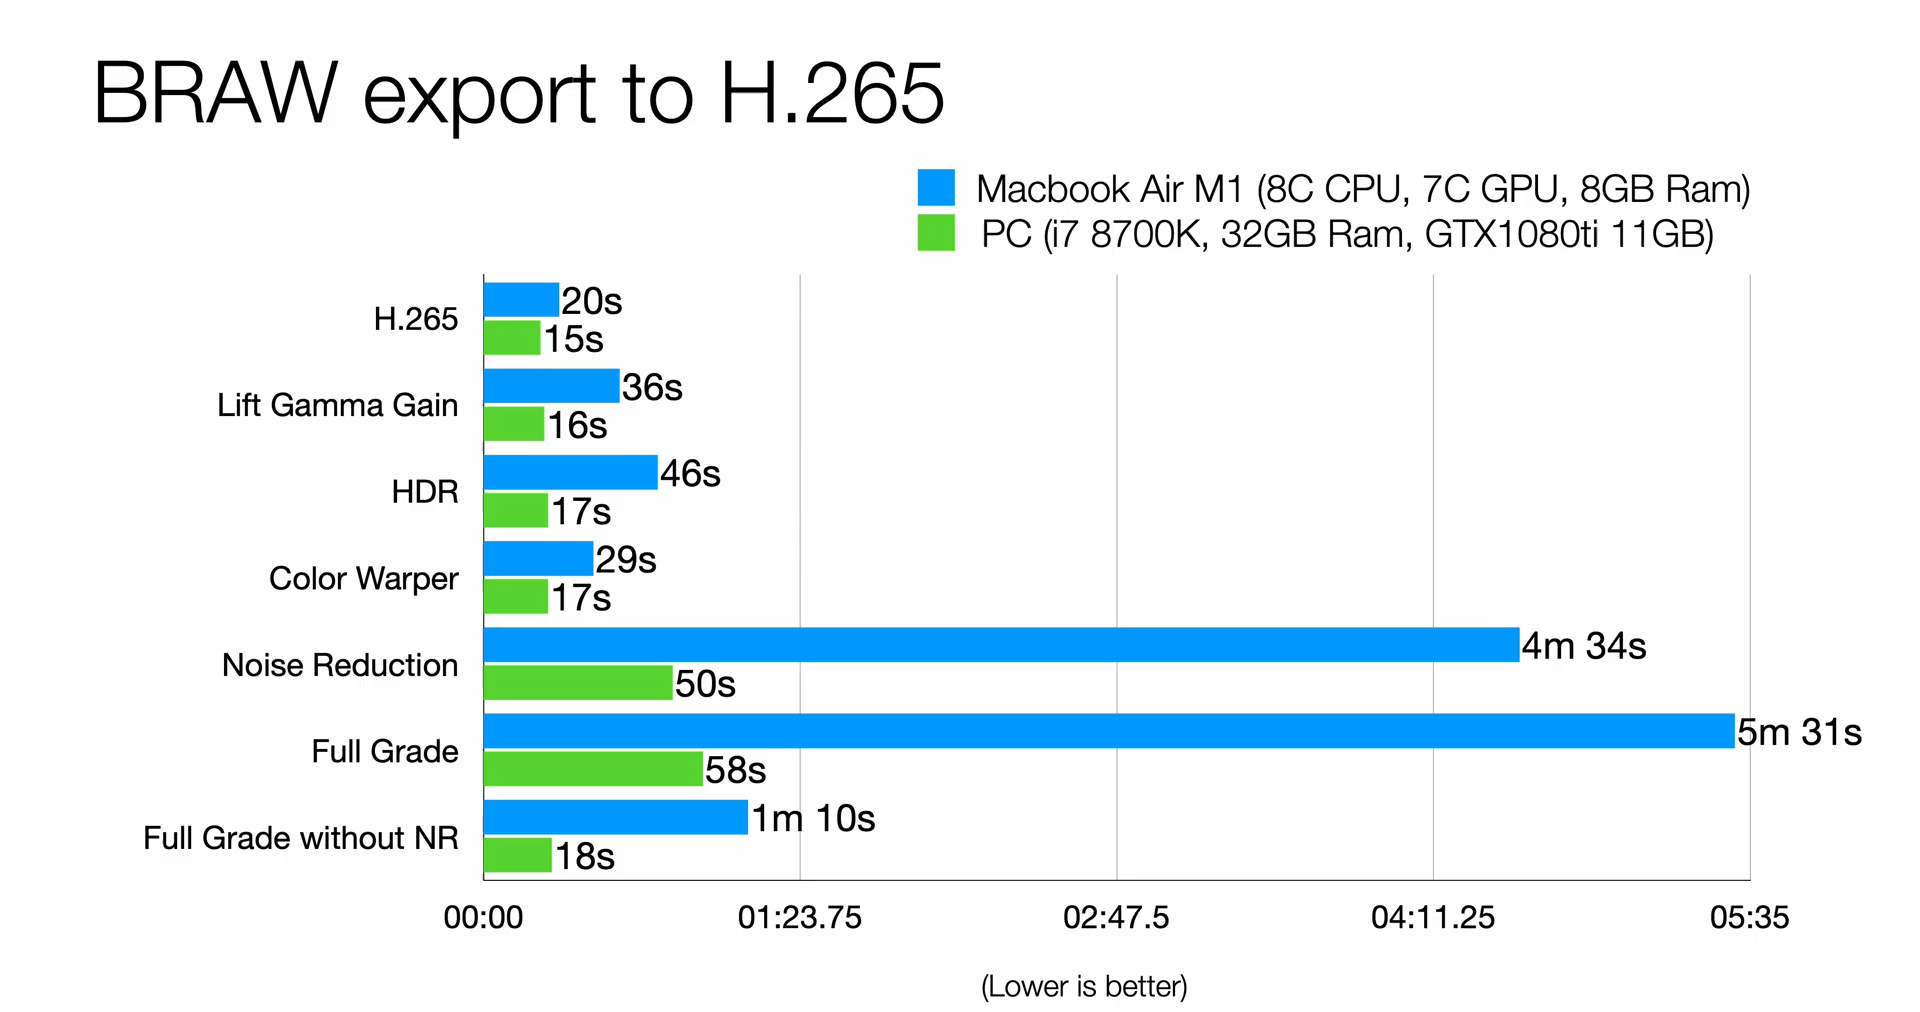 BRAW export to H.265
Macbook Air M1 (8C CPU, 7C GPU, 8GB Ram)
PC (i7 8700K, 32GB Ram, GTX1080ti 11GB)
H.265
20s
15s
Lift Gamma Gain
36s
16s
HDR
46s
17s
Color Warper
29s
17s
Noise Reduction
4m 34s
50s
Full Grade
5m 31s
58s
Full Grade without NR
1m 10s
18s
00:00 01:23.75 02:47.5 04:11.25 05:35
(Lower is better)